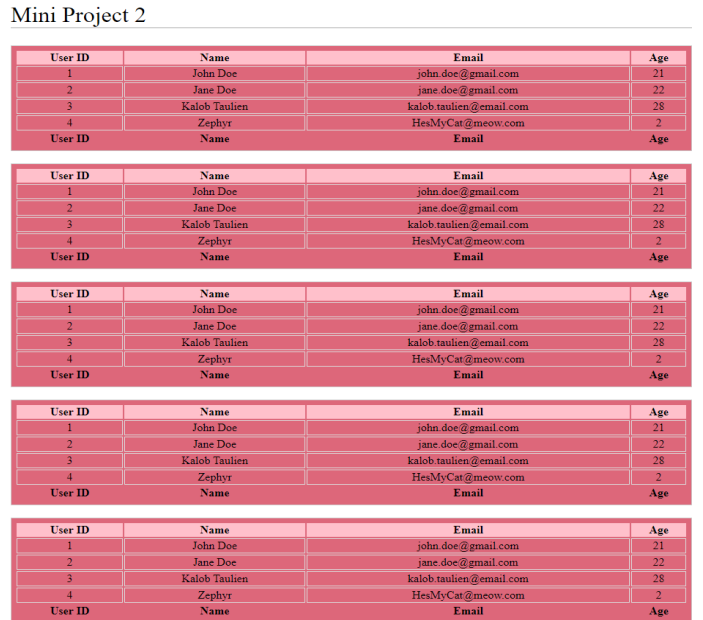 Mini Project 2
User ID Name Email Age
1 John Doe john.doe@gmail.com 21
2 Jane Doe jane.doe@gmail.com 22
3 Kalob Taulien kalob.taulien@email.com 28
4 Zephyr HesMyCat@meow.com 2
User ID Name Email Age
User ID Name Email Age
1 John Doe john.doe@gmail.com 21
2 Jane Doe jane.doe@gmail.com 22
3 Kalob Taulien kalob.taulien@email.com 28
4 Zephyr HesMyCat@meow.com 2
User ID Name Email Age
User ID Name Email Age
1 John Doe john.doe@gmail.com 21
2 Jane Doe jane.doe@gmail.com 22
3 Kalob Taulien kalob.taulien@email.com 28
4 Zephyr HesMyCat@meow.com 2
User ID Name Email Age
User ID Name Email Age
1 John Doe john.doe@gmail.com 21
2 Jane Doe jane.doe@gmail.com 22
3 Kalob Taulien kalob.taulien@email.com 28
4 Zephyr HesMyCat@meow.com 2
User ID Name Email Age
User ID Name Email Age
1 John Doe john.doe@gmail.com 21
2 Jane Doe jane.doe@gmail.com 22
3 Kalob Taulien kalob.taulien@email.com 28
4 Zephyr HesMyCat@meow.com 2
User ID Name Email Age